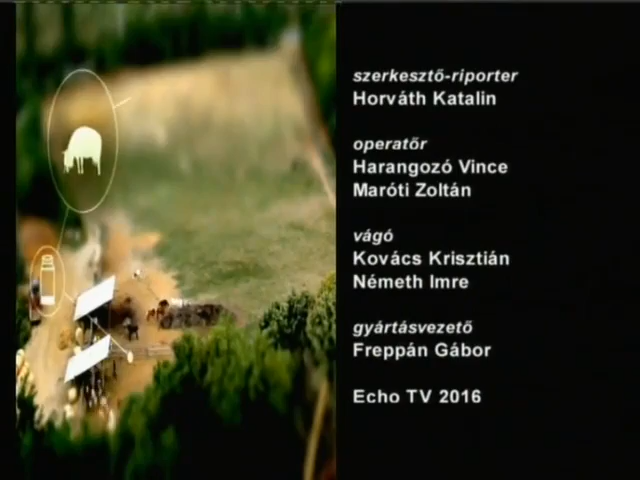 szerkesztő-riporter
Horváth Katalin
operatőr
Harangozó Vince
Maróti Zoltán
vágó
Kovács Krisztián
Németh Imre
gyártásvezető
Freppán Gábor
Echo TV 2016